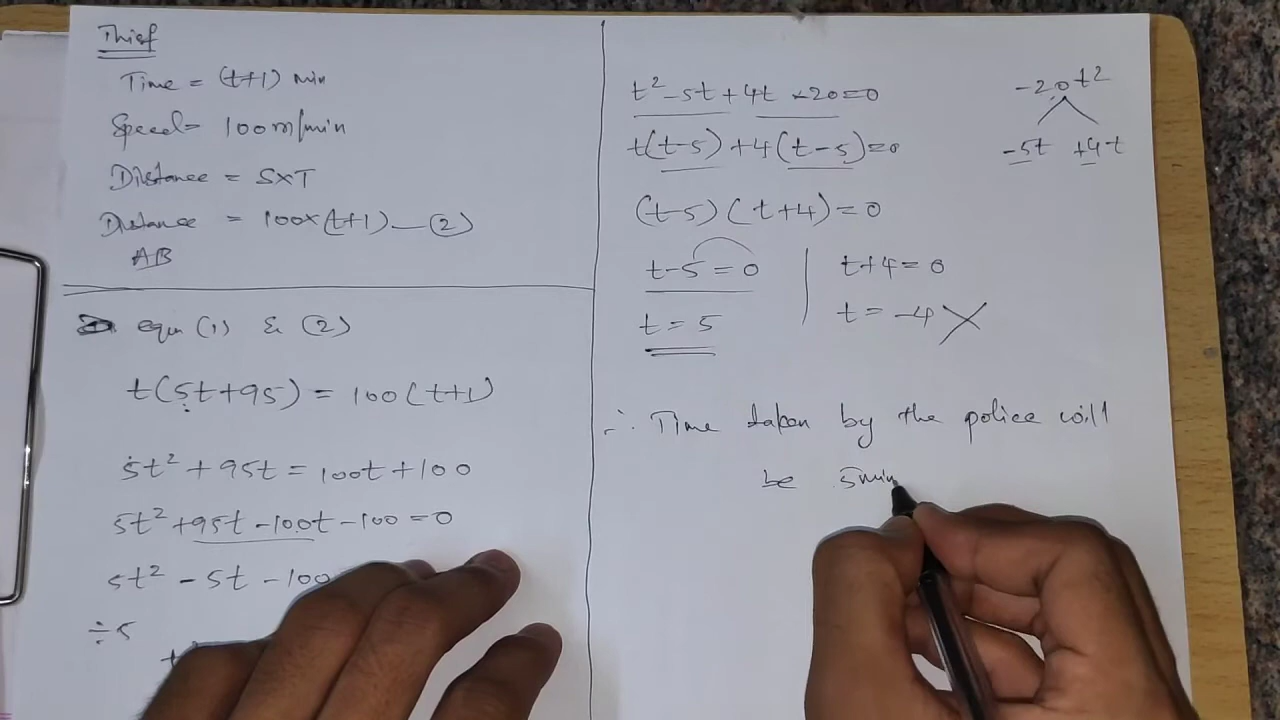 Thief
Time = (t+1) min
Speed = 100m/min
Distance = S×T
Distance = 100×(t+1) — (2)
AB
equn (1) & (2)
t(5t+95) = 100(t+1)
5t² + 95t = 100t + 100
5t² + 95t - 100t - 100 = 0
5t² - 5t - 100
÷5
t² - 5t + 4t - 20 = 0
t(t-5) + 4(t-5) = 0
(t-5) (t+4) = 0
t-5 = 0
t = 5
t+4 = 0
t = -4 X
-20t²
-5t +4t
∴ Time taken by the police will
be 5min